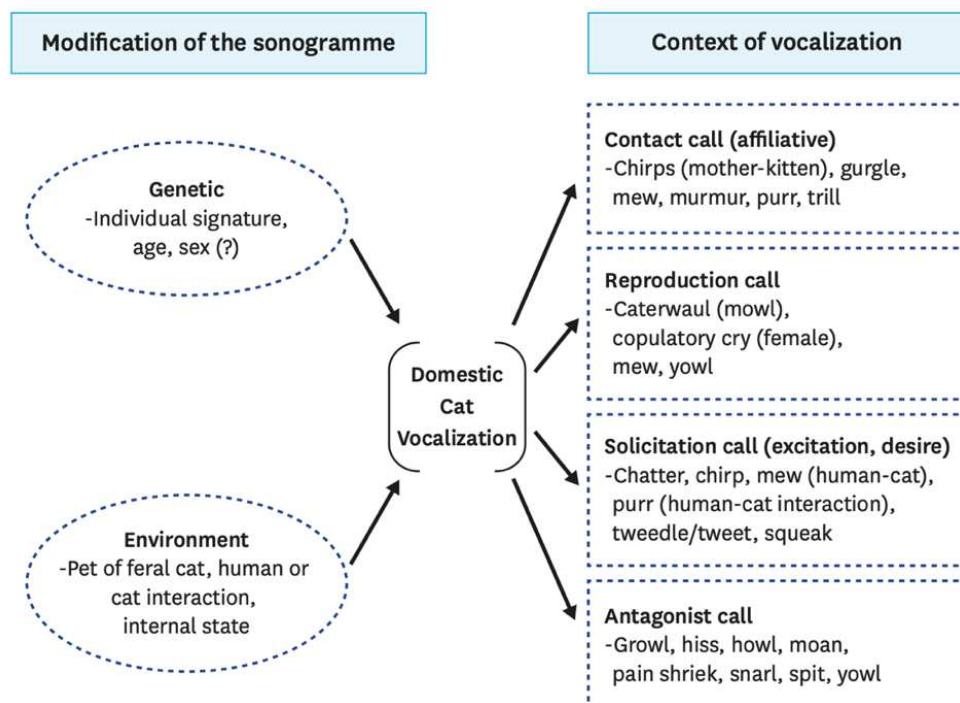 Modification of the sonogramme
Context of vocalization
Genetic
-Individual signature,
age, sex (?)
Environment
-Pet of feral cat, human or
cat interaction,
internal state
Domestic
Cat
Vocalization
Contact call (affiliative)
-Chirps (mother-kitten), gurgle,
mew, murmur, purr, trill
Reproduction call
-Caterwaul (mowl),
copulatory cry (female),
mew, yowl
Solicitation call (excitation, desire)
-Chatter, chirp, mew (human-cat),
purr (human-cat interaction),
tweedle/tweet, squeak
Antagonist call
-Growl, hiss, howl, moan,
pain shriek, snarl, spit, yowl